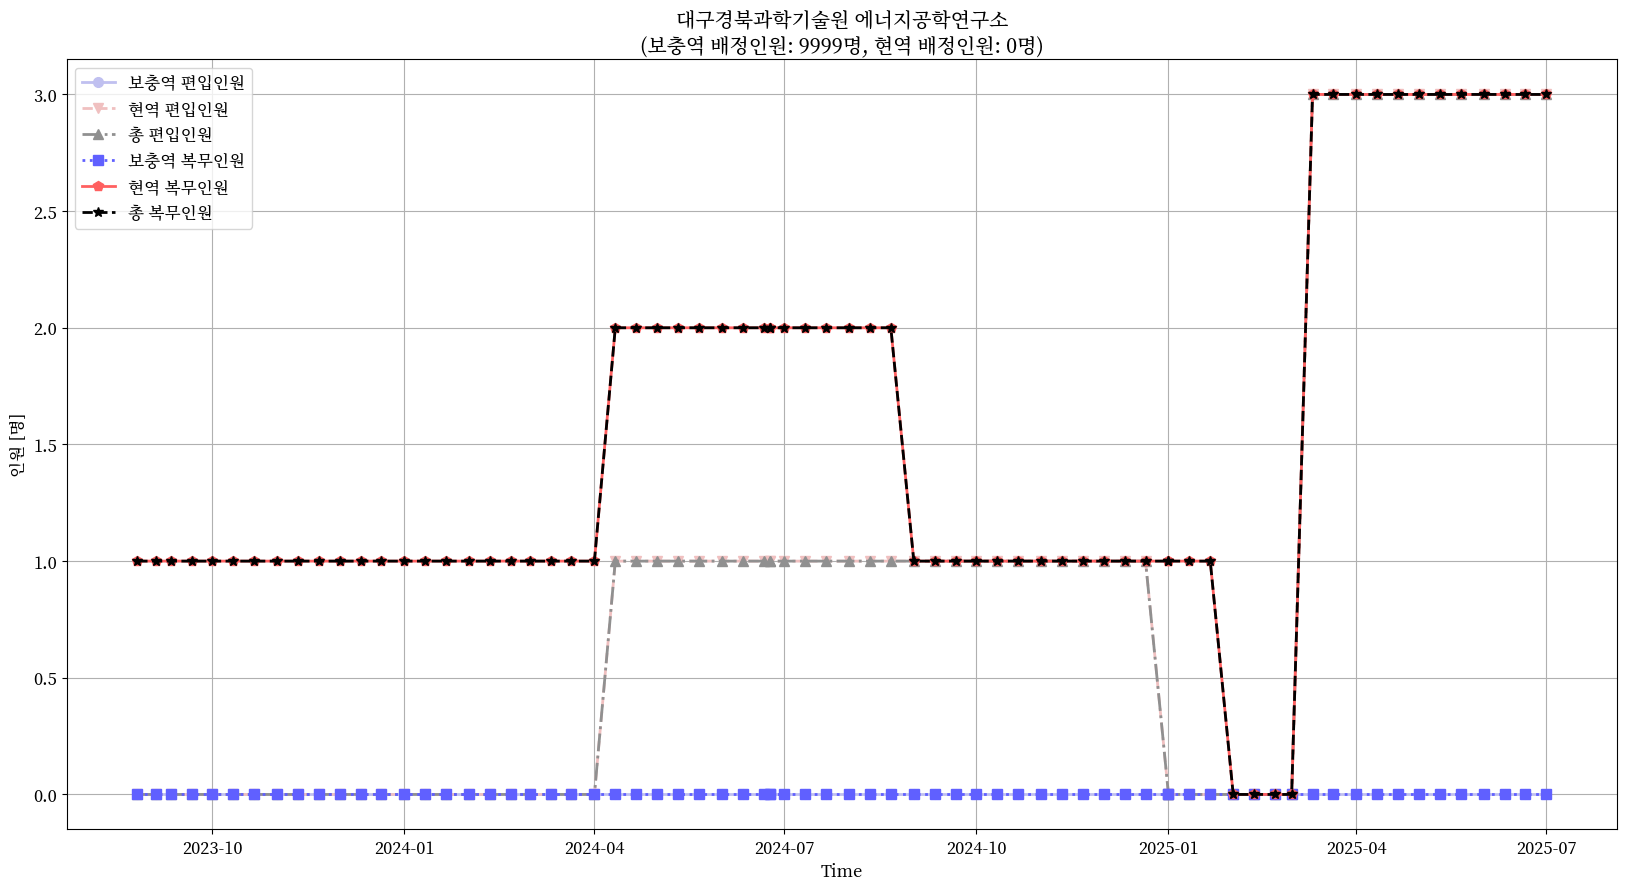 대구경북과학기술원 에너지공학연구소
(보충역 배정인원: 9999명, 현역 배정인원: 0명)
보충역 편입인원
현역 편입인원
총 편입인원
보충역 복무인원
현역 복무인원
총 복무인원
3.0
2.5
2.0
1.5
1.0
0.5
0.0
인원 [명]
2023-10
2024-01
2024-04
2024-07
2024-10
2025-01
2025-04
2025-07
Time